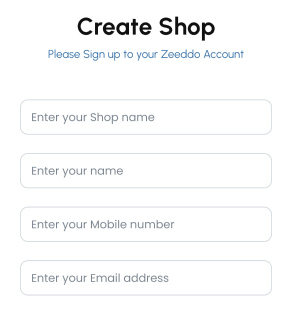 Create Shop
Please Sign up to your Zeeddo Account
Enter your Shop name
Enter your name
Enter your Mobile number
Enter your Email address